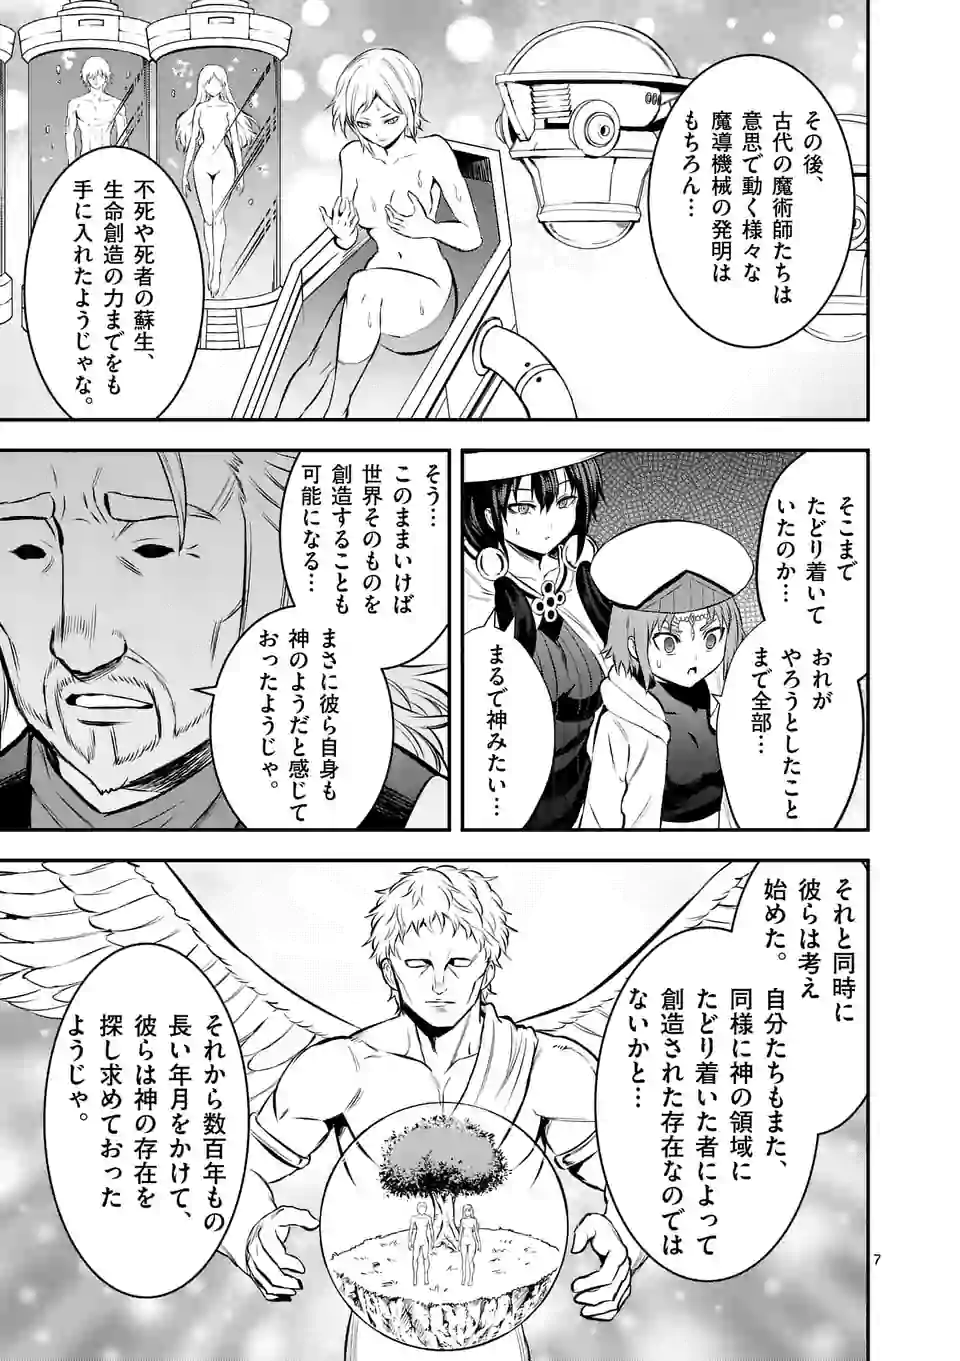 その後、
古代の魔術師たちは
意思で動く様々な
魔導機械の発明は
もちろん…
不死や死者の蘇生、
生命創造の力までをも
手に入れたようじゃな。
そこまで
たどり着いて
いたのか…
おれが
やろうとしたこと
まで全部…
まるで神みたい…
そう…
このままいけば
世界そのものを
創造することも
可能になる…
まさに彼ら自身も
神のようだと感じて
おったようじゃ。
それと同時に
彼らは考え
始めた。
自分たちもまた、
同様に神の領域に
たどり着いた者によって
創造された存在なのでは
ないかと…
それから数百年もの
長い年月をかけて、
彼らは神の存在を
探し求めておった
ようじゃ。
7